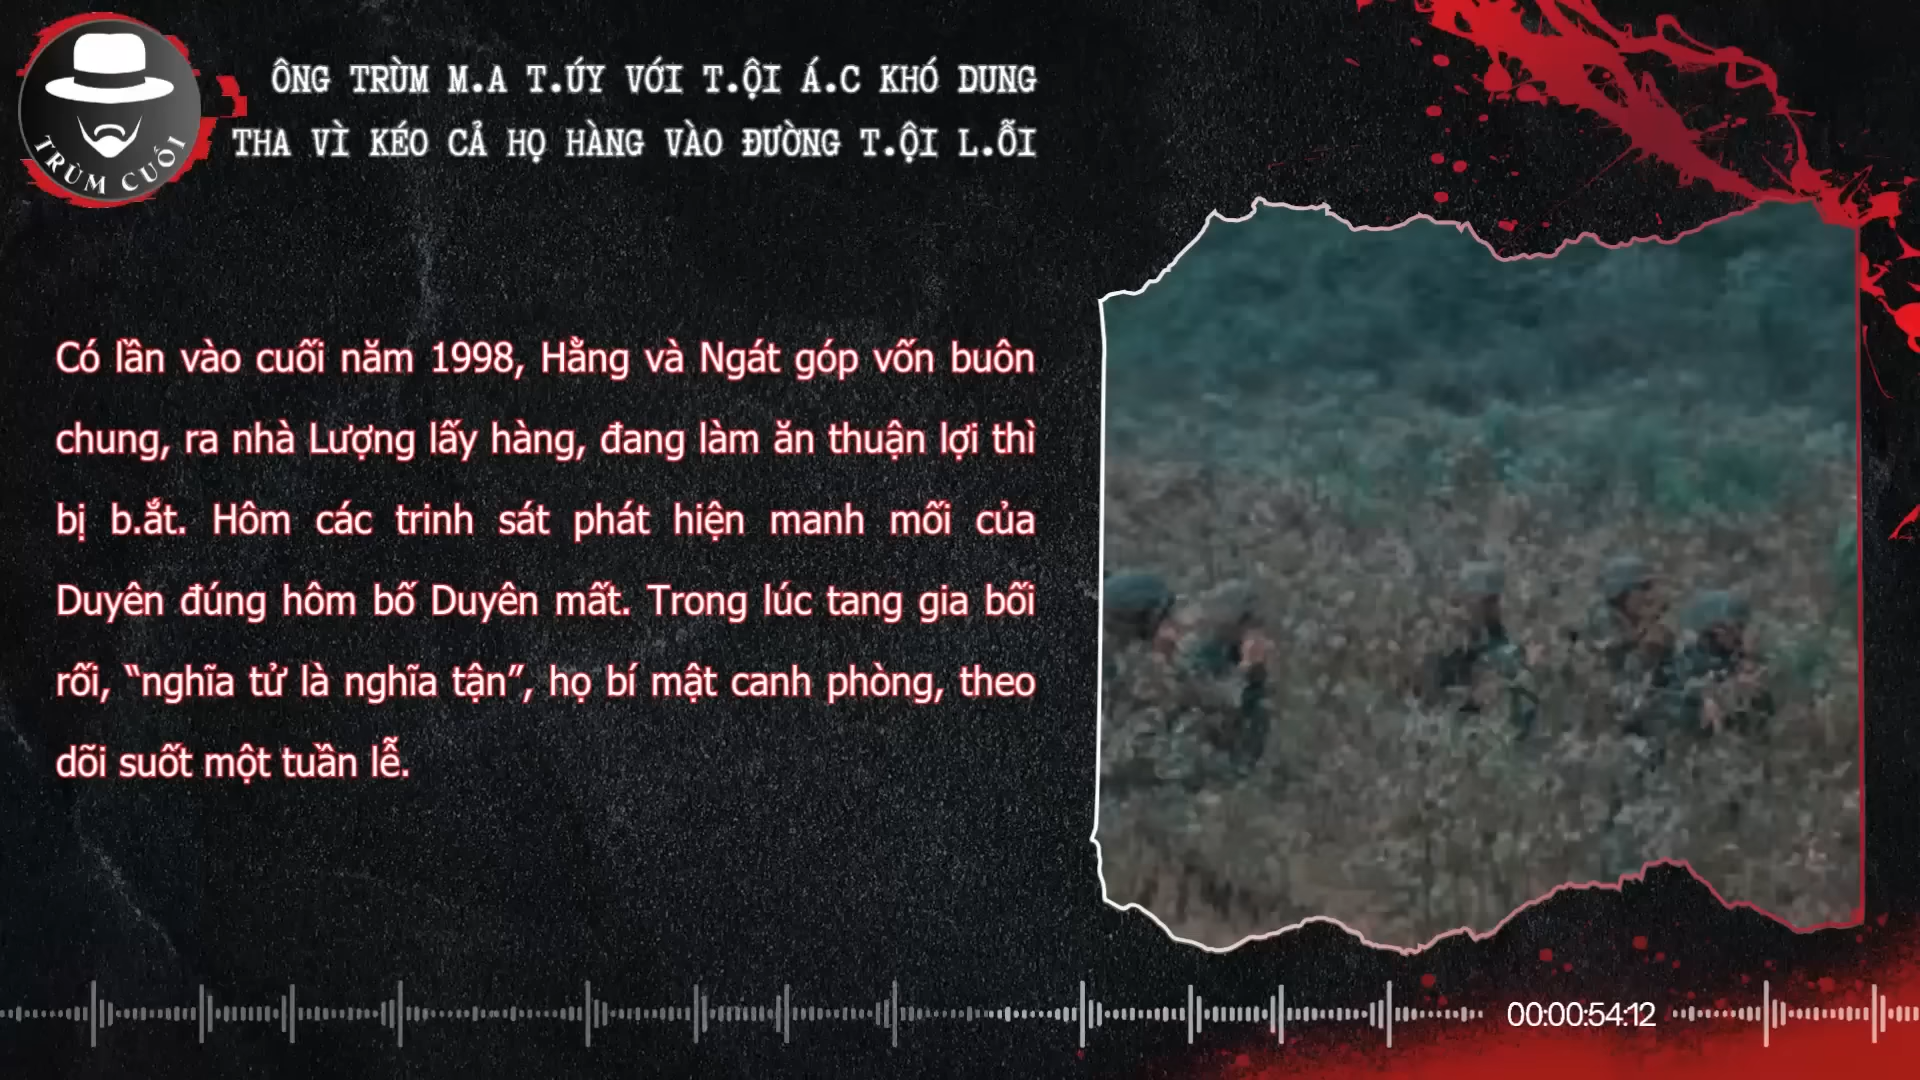 TRÙM CUỐI
ÔNG TRÙM M.A T.ÚY VỚI T.ỘI Á.C KHÓ DUNG
THA VÌ KÉO CẢ HỌ HÀNG VÀO ĐƯỜNG T.ỘI L.ỖI
Có lần vào cuối năm 1998, Hằng và Ngát góp vốn buôn
chung, ra nhà Lượng lấy hàng, đang làm ăn thuận lợi thì
bị b.ắt. Hôm các trinh sát phát hiện manh mối của
Duyên đúng hôm bố Duyên mất. Trong lúc tang gia bối
rối, “nghĩa tử là nghĩa tận”, họ bí mật canh phòng, theo
dõi suốt một tuần lễ.
00:00:54:12